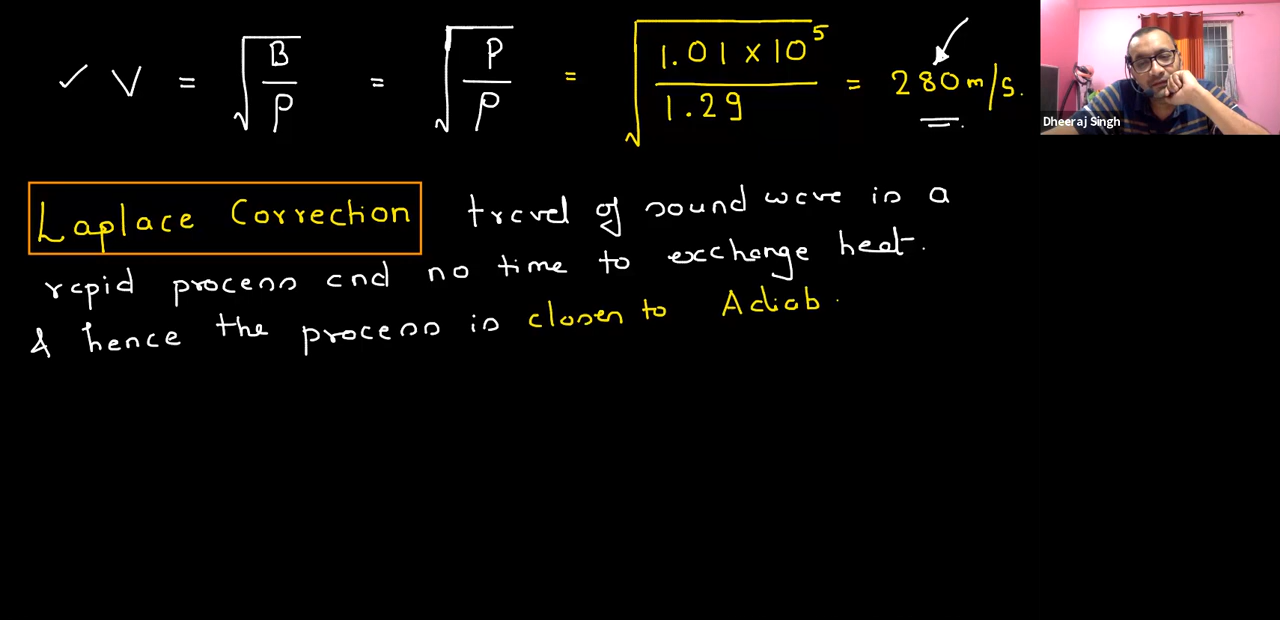 ✓ V = √(B/ρ) = √(P/ρ) = √(1.01 x 10⁵/1.29) = 280 m/s.
Dheeraj Singh
Laplace Correction travel of sound wave is a
rapid process and no time to exchange heat.
& hence the process is closer to Adiab.